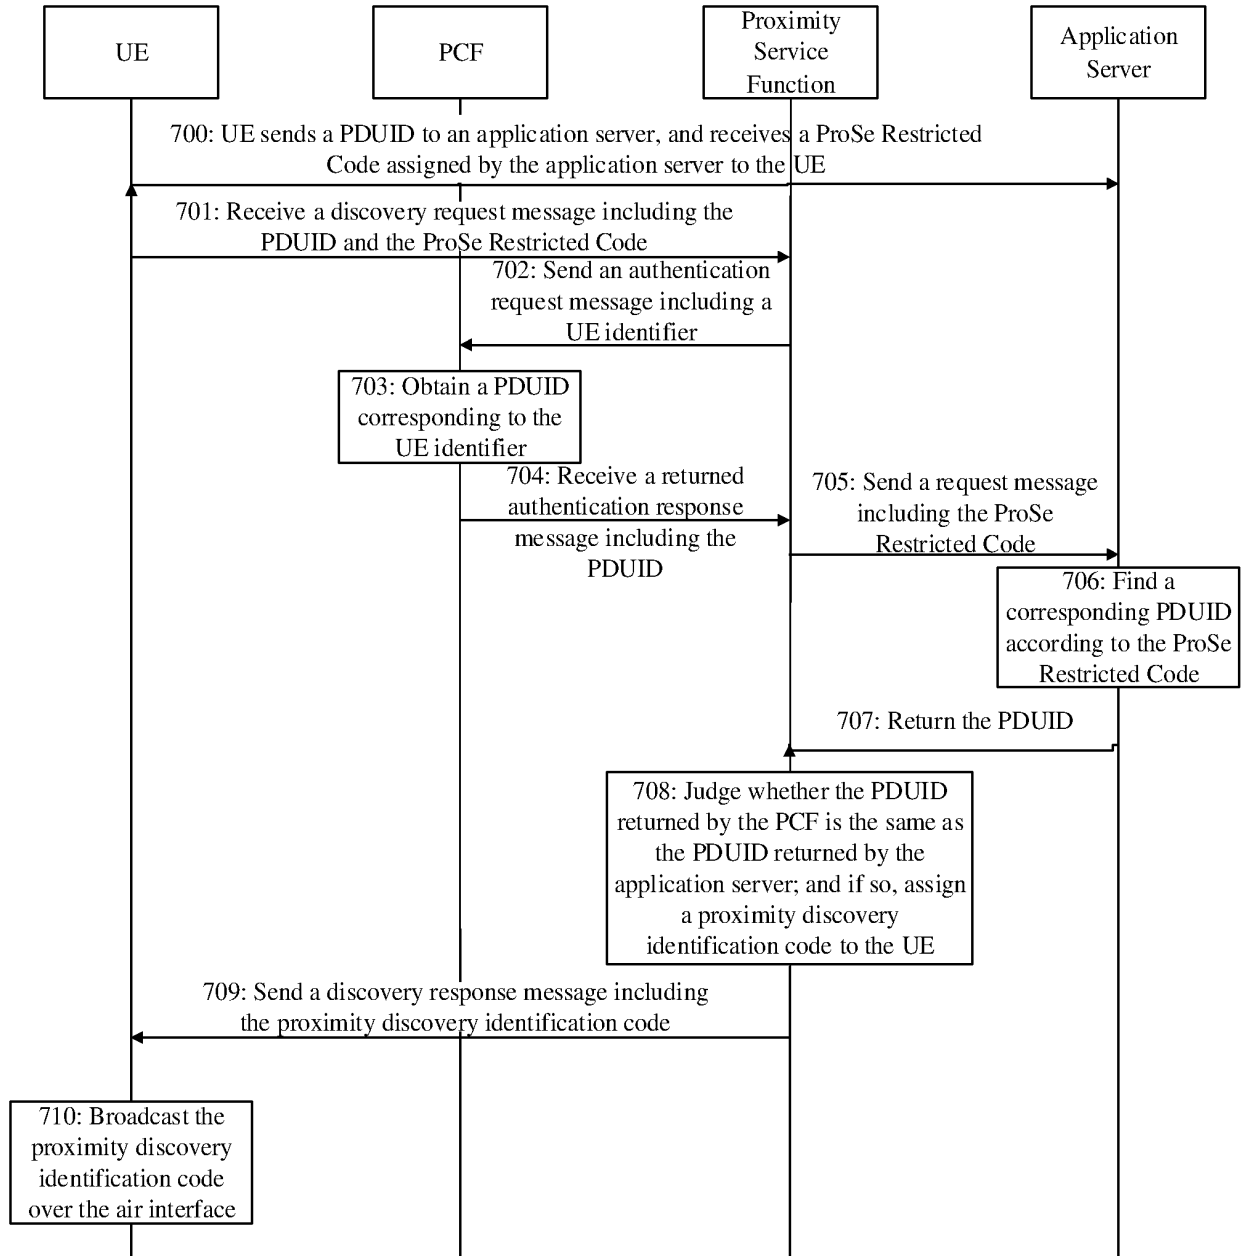 UE
PCF
Proximity
Service
Function
Application
Server
700: UE sends a PDUID to an application server, and receives a ProSe Restricted
Code assigned by the application server to the UE
701: Receive a discovery request message including the
PDUID and the ProSe Restricted Code
702: Send an authentication
request message including a
UE identifier
703: Obtain a PDUID
corresponding to the
UE identifier
704: Receive a returned
authentication response
message including the
PDUID
705: Send a request message
including the ProSe
Restricted Code
706: Find a
corresponding PDUID
according to the ProSe
Restricted Code
707: Return the PDUID
708: Judge whether the PDUID
returned by the PCF is the same as
the PDUID returned by the
application server; and if so, assign
a proximity discovery
identification code to the UE
709: Send a discovery response message including
the proximity discovery identification code
710: Broadcast the
proximity discovery
identification code
over the air interface